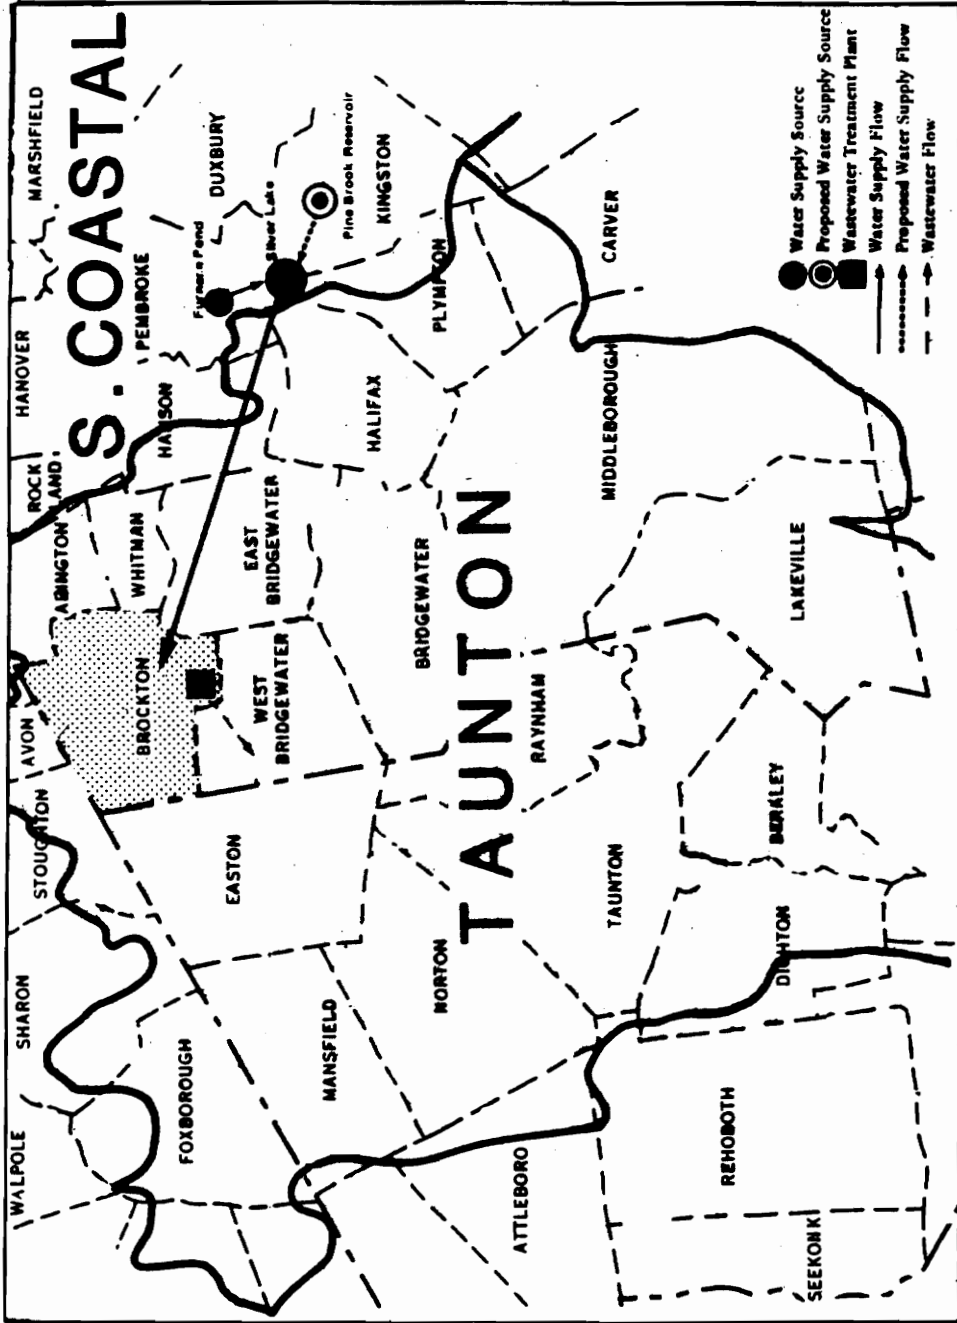 MARSHFIELD
S. COASTAL
HANOVER
ROCK
LAND
PEMBROKE
DUXBURY
Furnace Pond
Silver Lake
Pine Brook Reservoir
KINGSTON
HANSON
ABINGTON
WHITMAN
PLYMPTON
CARVER
HALIFAX
EAST
BRIDGEWATER
BROCKTON
AVON
STOUGHTON
WEST
BRIDGEWATER
BRIDGEWATER
MIDDLEBOROUGH
TAUNTON
LAKEVILLE
RAYNHAM
EASTON
SHARON
WALPOLE
FOXBOROUGH
MANSFIELD
NORTON
TAUNTON
BERKLEY
DIGHTON
ATTLEBORO
REHOBOTH
SEEKONK
Water Supply Source
Proposed Water Supply Source
Wastewater Treatment Plant
Water Supply Flow
Proposed Water Supply Flow
Wastewater Flow